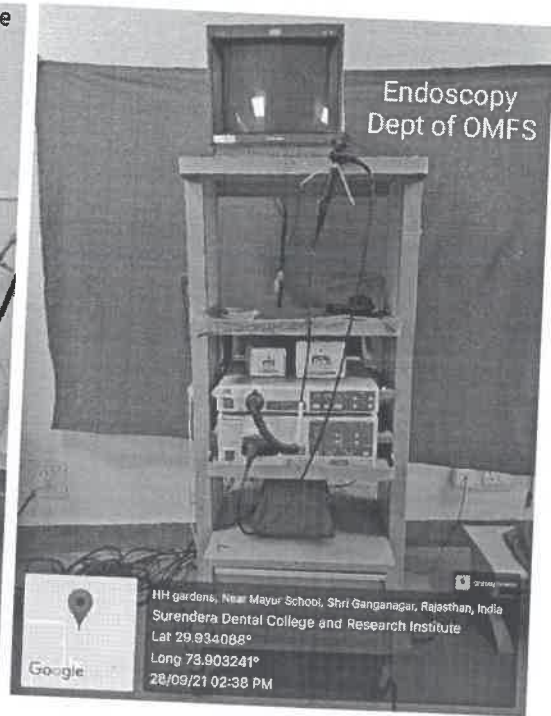 e
Endoscopy
Dept of OMFS
HH gardens, Near Mayur School, Shri Ganganagar, Rajasthan, India
Surendera Dental College and Research Institute
Lat 29.934088°
Long 73.903241°
28/09/21 02:38 PM
Google